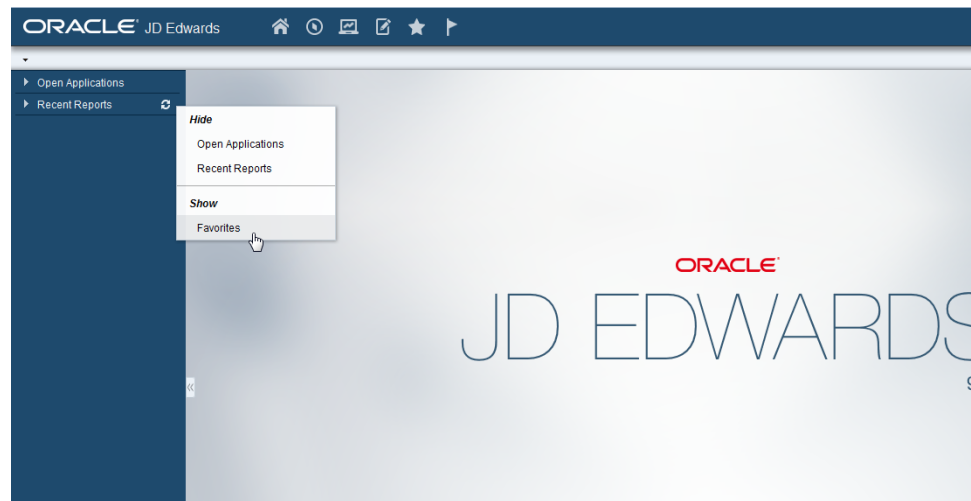 ORACLE JD Edwards
Open Applications
Recent Reports
Hide
Open Applications
Recent Reports
Show
Favorites
ORACLE
JD EDWARDS